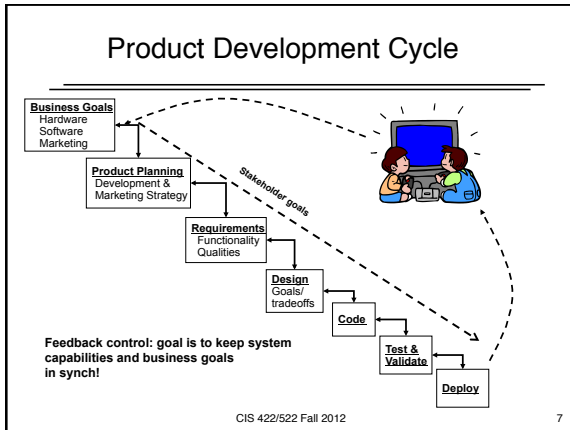 Product Development Cycle
Business Goals
Hardware
Software
Marketing
Product Planning
Development &
Marketing Strategy
Stakeholder goals
Requirements
Functionality
Qualities
Design
Goals/
tradeoffs
Code
Test &
Validate
Deploy
Feedback control: goal is to keep system
capabilities and business goals
in synch!
CIS 422/522 Fall 2012
7